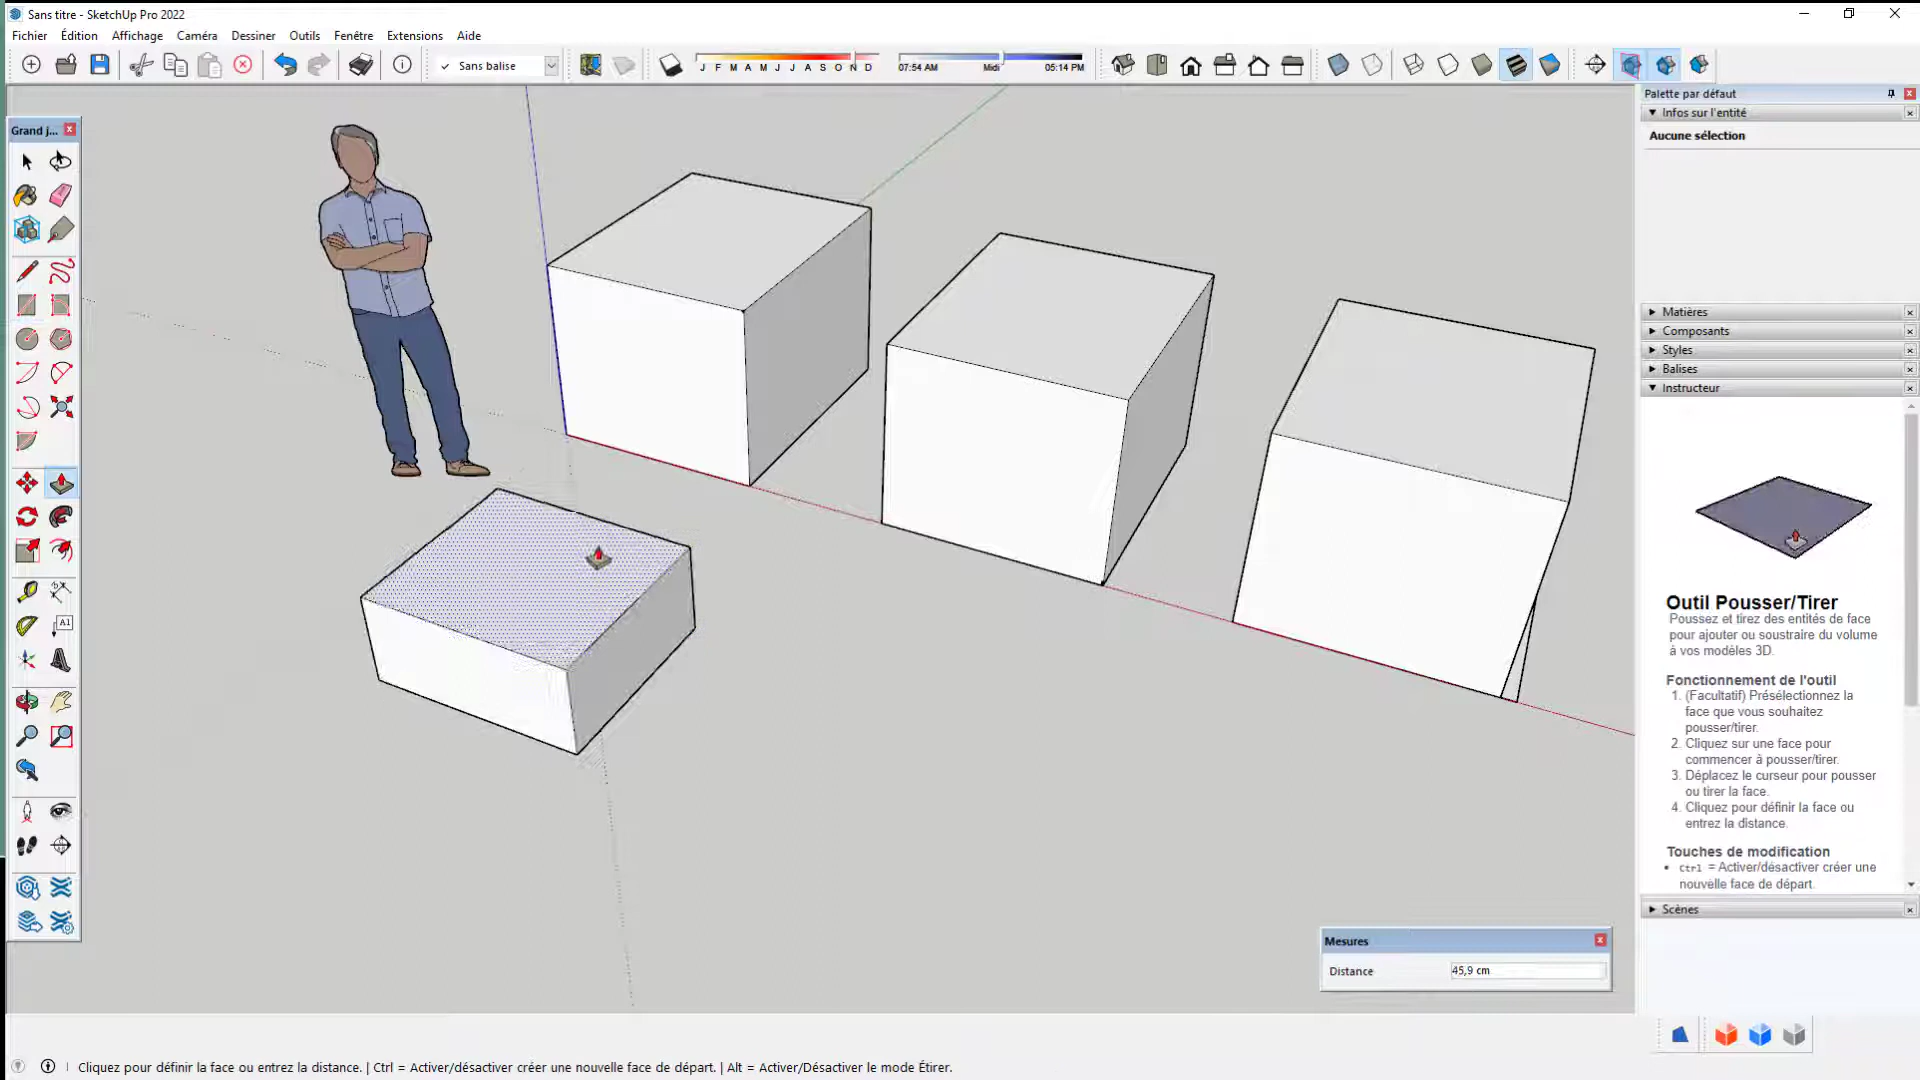 Sans titre - SketchUp Pro 2022
Fichier Édition Affichage Caméra Dessiner Outils Fenêtre Extensions Aide
Sans balise
J F M A M J J A S O N D
07:54 AM Midi 05:14 PM
Grand j...
A1
Palette par défaut
Infos sur l'entité
Aucune sélection
Matières
Composants
Styles
Balises
Instructeur
Outil Pousser/Tirer
Poussez et tirez des entités de face
pour ajouter ou soustraire du volume
à vos modèles 3D.
Fonctionnement de l'outil
1. (Facultatif) Présélectionnez la
face que vous souhaitez
pousser/tirer.
2. Cliquez sur une face pour
commencer à pousser/tirer.
3. Déplacez le curseur pour pousser
ou tirer la face.
4. Cliquez pour définir la face ou
entrez la distance.
Touches de modification
• Ctrl = Activer/désactiver créer une
nouvelle face de départ.
Scènes
Mesures
Distance 45,9 cm
Cliquez pour définir la face ou entrez la distance. | Ctrl = Activer/désactiver créer une nouvelle face de départ. | Alt = Activer/Désactiver le mode Étirer.